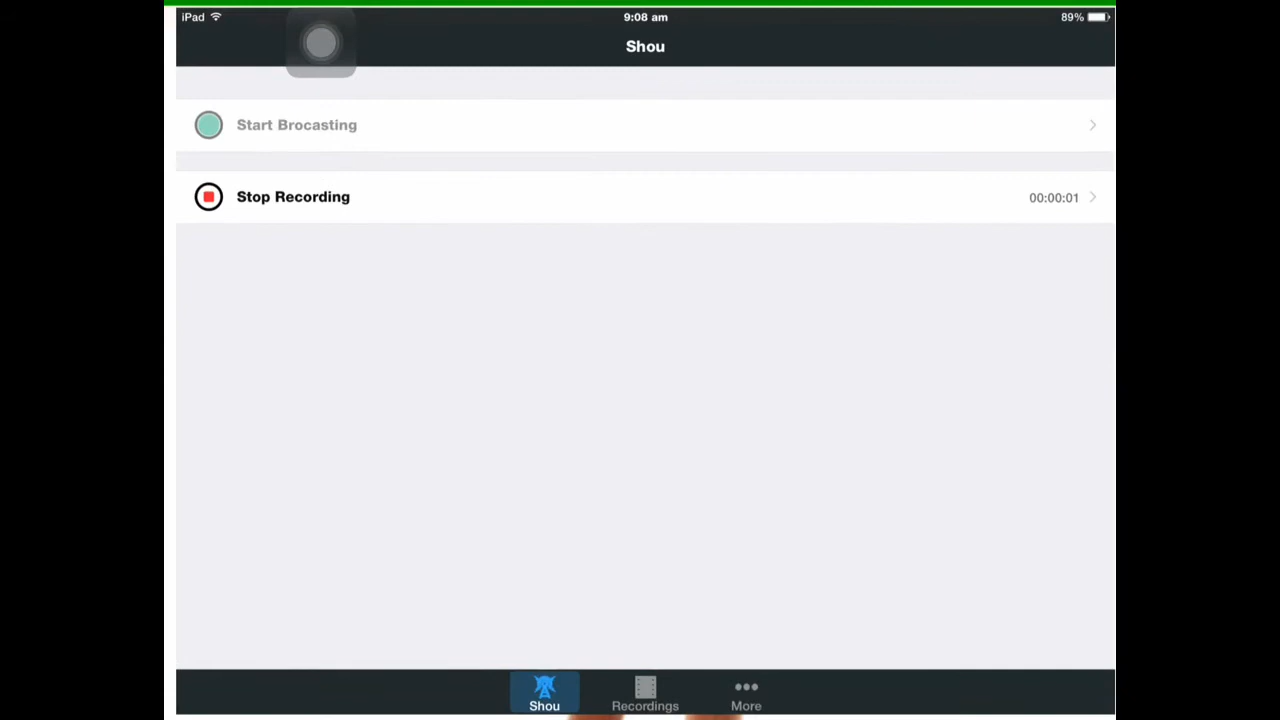 iPad 9:08 am 89%
Shou
Start Brocasting
Stop Recording 00:00:01
Shou Recordings More